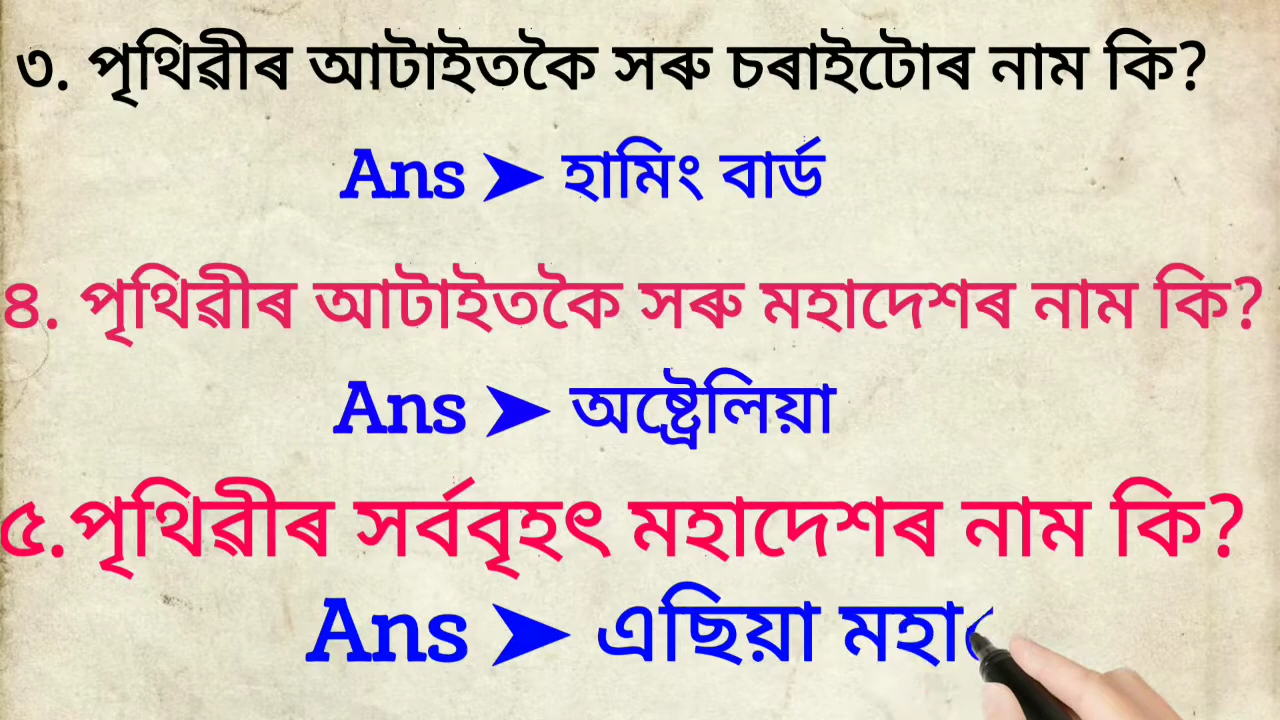 ৩. পৃথিৱীৰ আটাইতকৈ সৰু চৰাইটোৰ নাম কি?
Ans ➤ হামিং বাৰ্ড
৪. পৃথিৱীৰ আটাইতকৈ সৰু মহাদেশৰ নাম কি?
Ans ➤ অষ্ট্ৰেলিয়া
৫.পৃথিৱীৰ সৰ্ববৃহৎ মহাদেশৰ নাম কি?
Ans ➤ এছিয়া